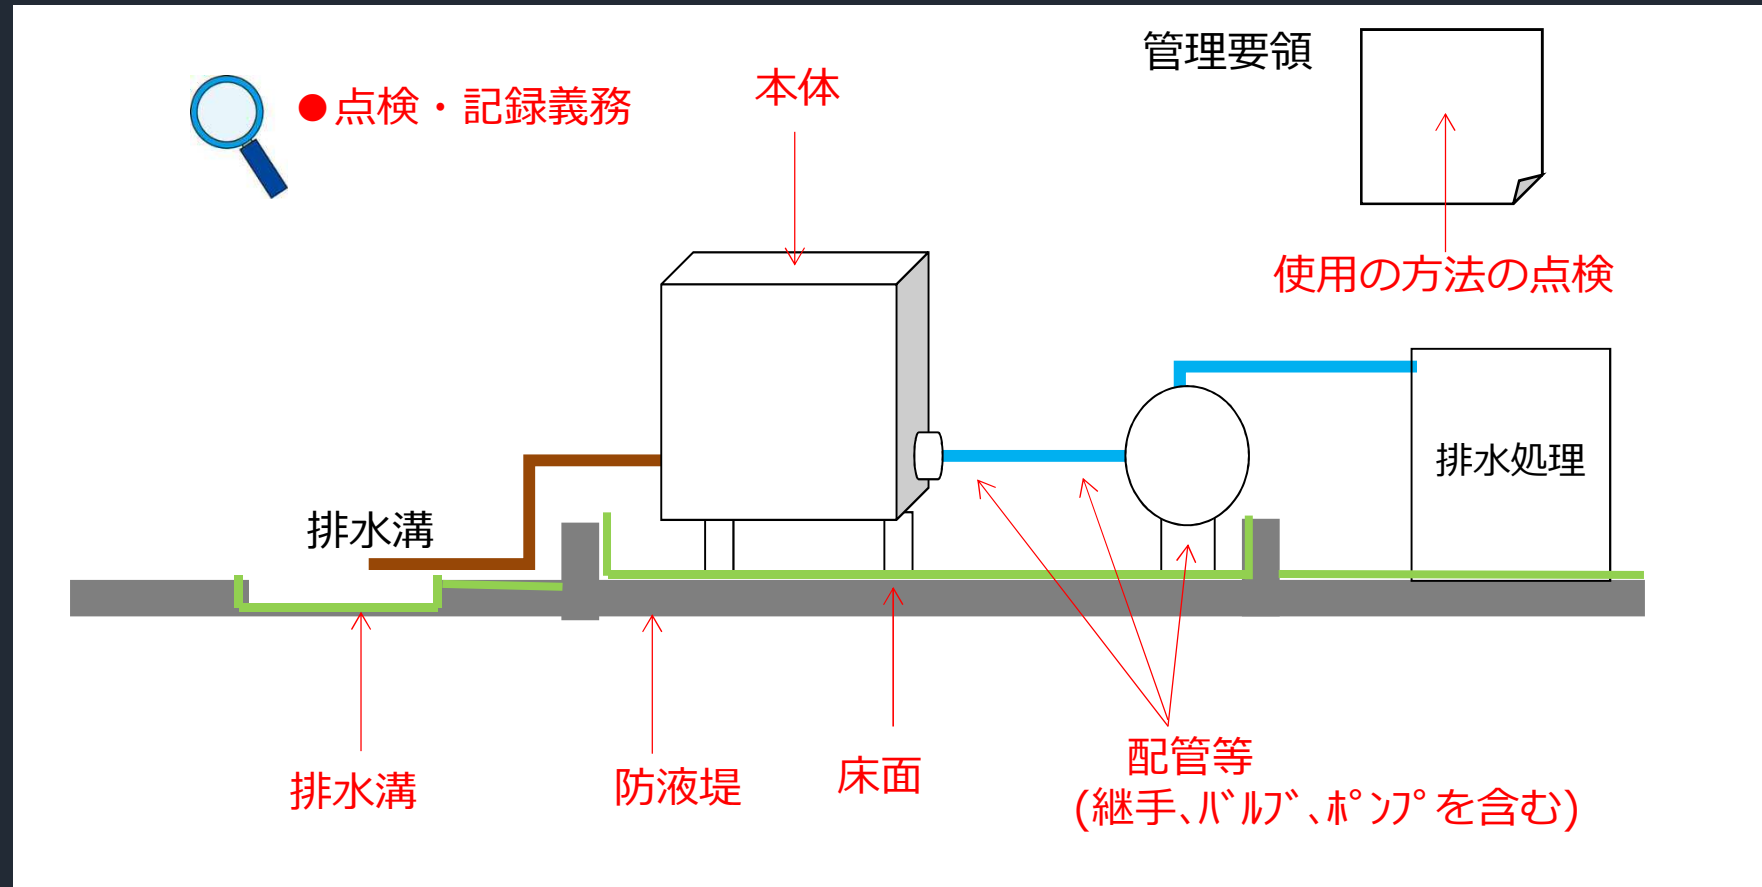 管理要領
●点検・記録義務
本体
使用の方法の点検
排水処理
排水溝
排水溝
防液堤
床面
配管等
(継手、ﾊﾞﾙﾌﾞ、ﾎﾟﾝﾌﾟを含む)